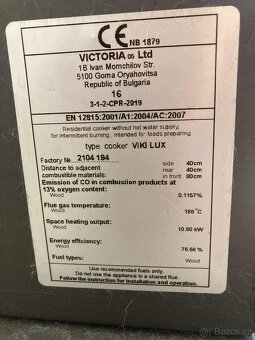 CE NB 1879
VICTORIA 05 Ltd
1B Ivan Momchilov Str.
5100 Gorna Oryahovitsa
Republic of Bulgaria
16
3-1-2-CPR-2019
EN 12815:2001/A1:2004/AC:2007
Residential cooker without hot water supply,
for intermittent burning , intended for foods preparing
type cooker VIKI LUX
Factory № 2104 194
Distance to adjacent combustible materials:
side 40cm
rear 40cm
front 80cm
Emission of CO in combustion products at
13% oxygen content:
Wood 0.1157%
Flue gas temperature:
Wood 188°C
Space heating output:
Wood 10.50 kW
Energy efficiency:
Wood 76.58 %
Fuel types: Wood
Use recommended fuels only.
Do not use the appliance in a shared flue.
Follow the instruction for installation and operation.
Bazoš.cz